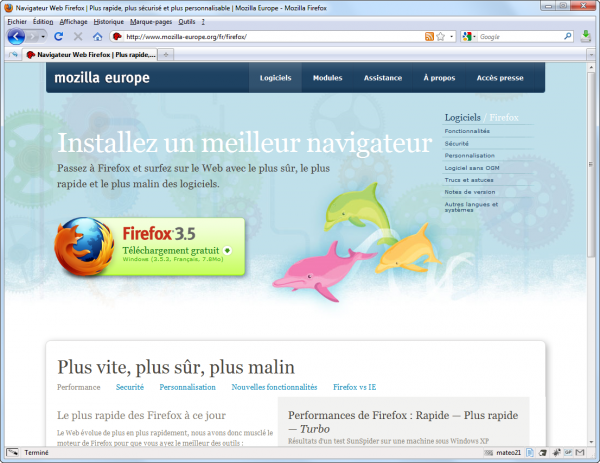 Navigateur Web Firefox | Plus rapide, plus sécurisé et plus personnalisable | Mozilla Europe - Mozilla Firefox
Fichier Édition Affichage Historique Marque-pages Outils ?
http://www.mozilla-europe.org/fr/firefox/
Google
Navigateur Web Firefox | Plus rapide,...
mozilla europe
Logiciels Modules Assistance À propos Accès presse
Logiciels / Firefox
Fonctionnalités
Sécurité
Personnalisation
Logiciel sans OGM
Trucs et astuces
Notes de version
Autres langues et
systèmes
Installez un meilleur navigateur
Passez à Firefox et surfez sur le Web avec le plus sûr, le plus
rapide et le plus malin des logiciels.
Firefox 3.5
Téléchargement gratuit
Windows (3.5.3, Français, 7.8Mo)
Plus vite, plus sûr, plus malin
Performance Securité Personnalisation Nouvelles fonctionnalités Firefox vs IE
Le plus rapide des Firefox à ce jour
Le Web évolue de plus en plus rapidement, nous avons donc musclé le
moteur de Firefox pour que vous ayez le meilleur des outils :
Performances de Firefox : Rapide — Plus rapide
— Turbo
Résultats d'un test SunSpider sur une machine sous Windows XP
Terminé
mateo21